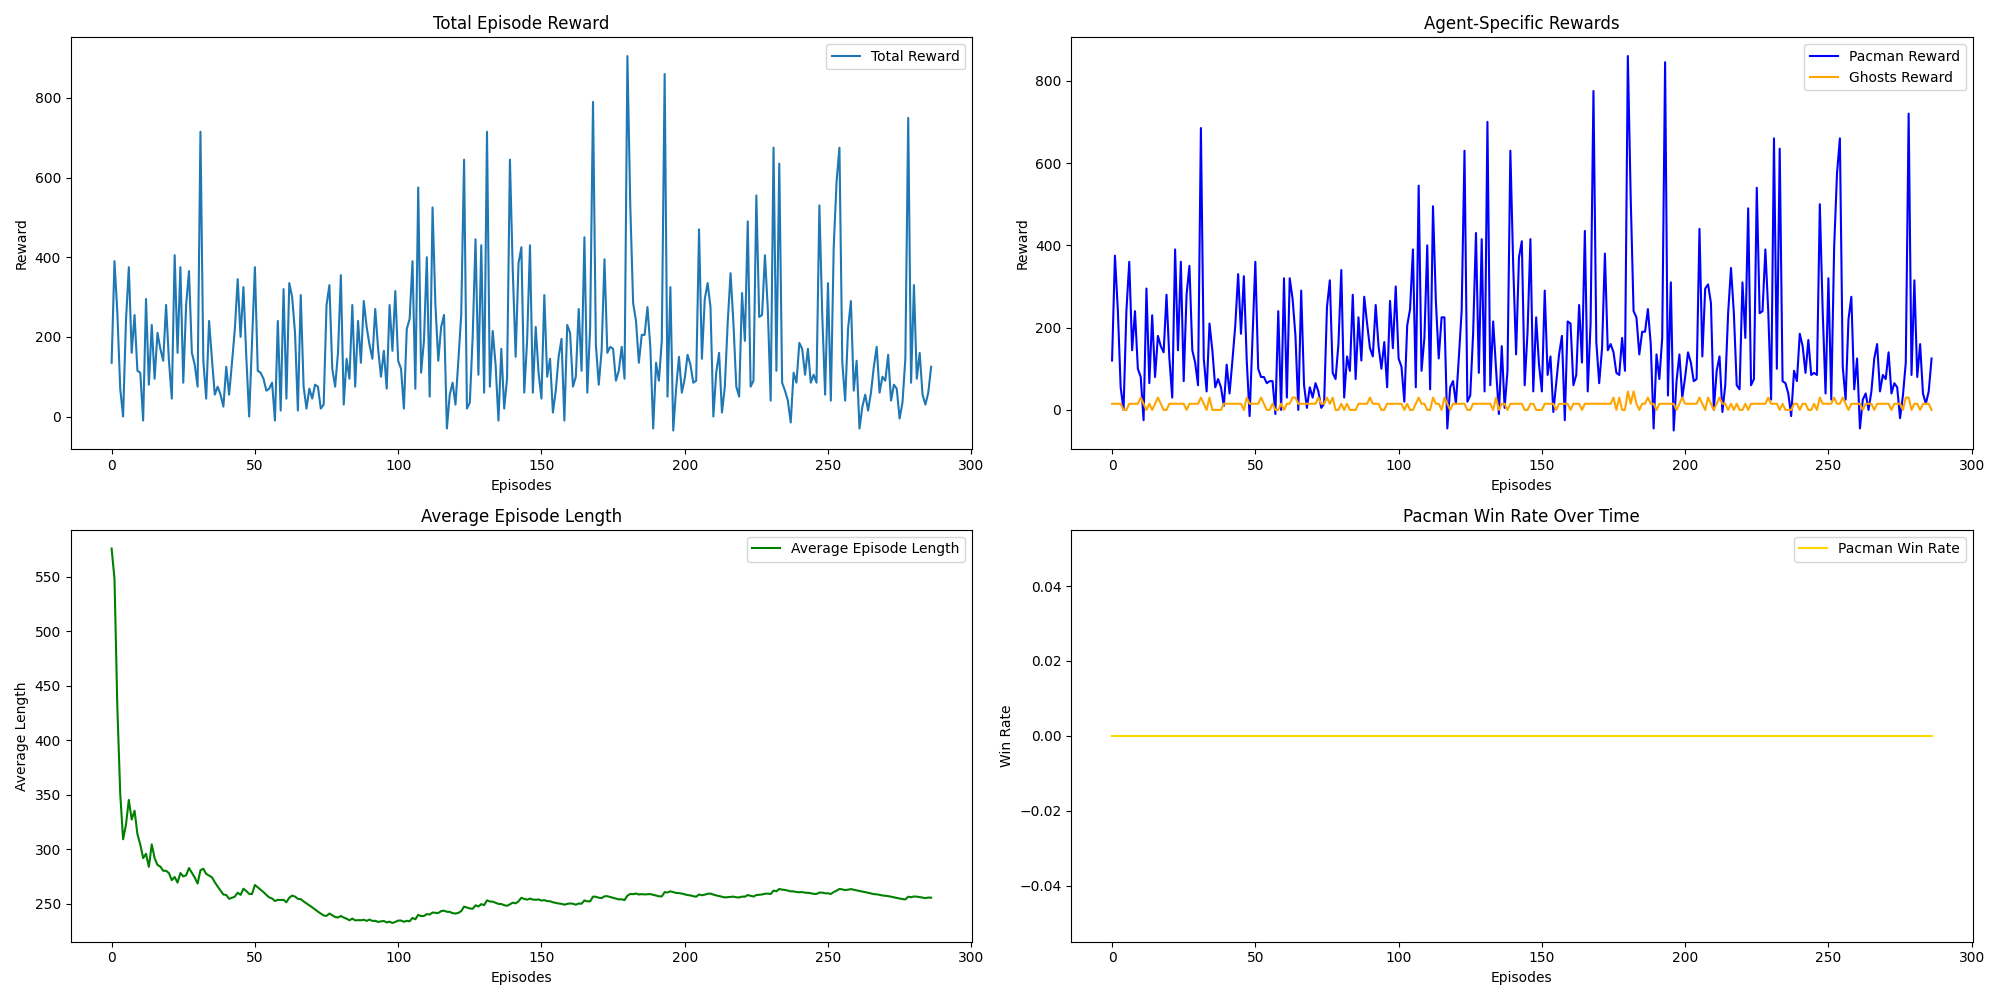 Total Episode Reward
Total Reward
Reward
800
600
400
200
0
0 50 100 150 200 250 300
Episodes
Agent-Specific Rewards
Pacman Reward
Ghosts Reward
Reward
800
600
400
200
0
0 50 100 150 200 250 300
Episodes
Average Episode Length
Average Episode Length
Average Length
550
500
450
400
350
300
250
0 50 100 150 200 250 300
Episodes
Pacman Win Rate Over Time
Pacman Win Rate
Win Rate
0.04
0.02
0.00
−0.02
−0.04
0 50 100 150 200 250 300
Episodes